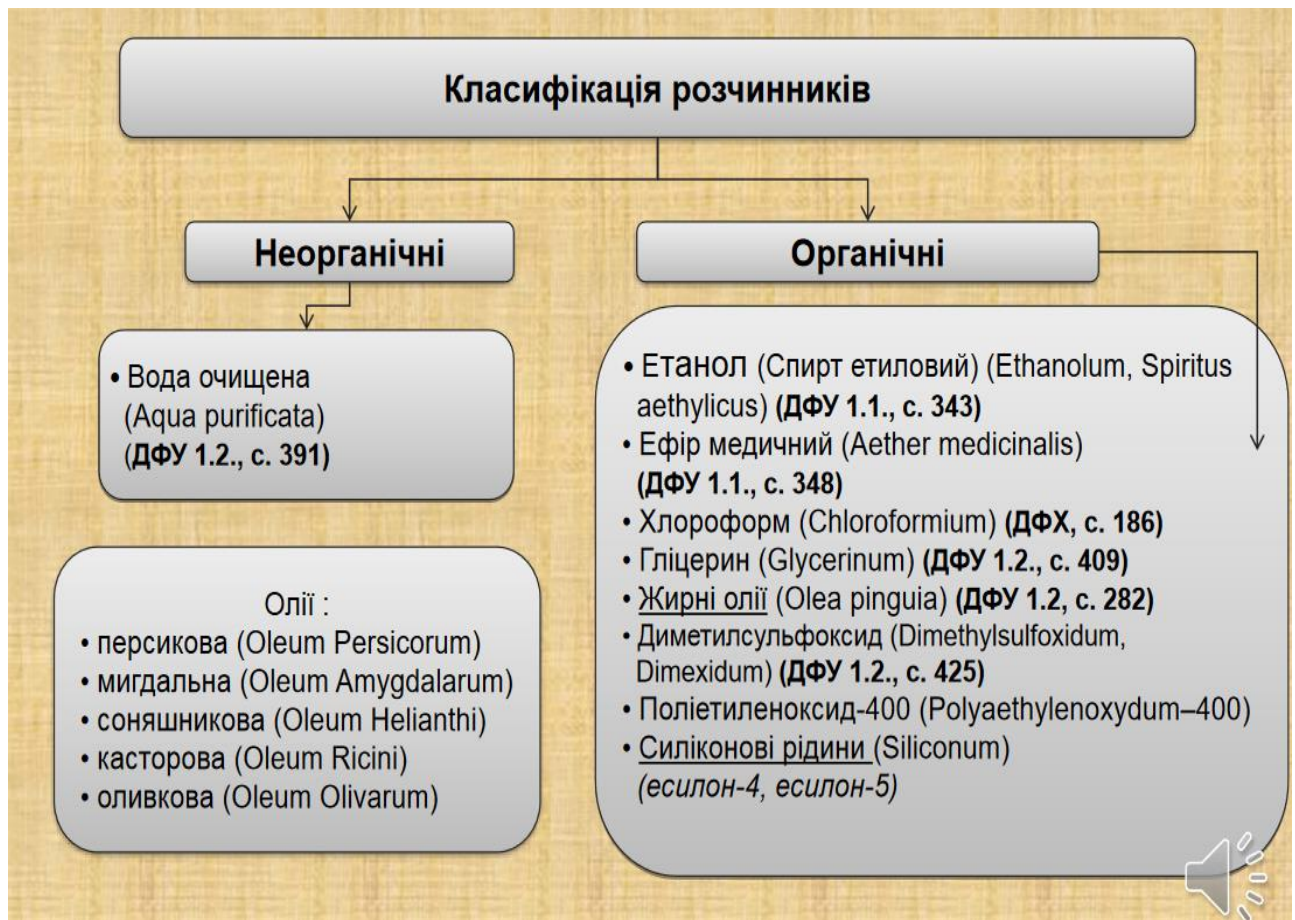 Класифікація розчинників
Неорганічні
• Вода очищена
(Aqua purificata)
(ДФУ 1.2., с. 391)
Олії :
• персикова (Oleum Persicorum)
• мигдальна (Oleum Amygdalarum)
• соняшникова (Oleum Helianthi)
• касторова (Oleum Ricini)
• оливкова (Oleum Olivarum)
Органічні
• Етанол (Спирт етиловий) (Ethanolum, Spiritus
aethylicus) (ДФУ 1.1., с. 343)
• Ефір медичний (Aether medicinalis)
(ДФУ 1.1., с. 348)
• Хлороформ (Chloroformium) (ДФХ, с. 186)
• Гліцерин (Glycerinum) (ДФУ 1.2., с. 409)
• Жирні олії (Olea pinguia) (ДФУ 1.2, с. 282)
• Диметилсульфоксид (Dimethylsulfoxidum,
Dimexidum) (ДФУ 1.2., с. 425)
• Поліетиленоксид-400 (Polyaethylenoxydum–400)
• Силіконові рідини (Siliconum)
(есилон-4, есилон-5)